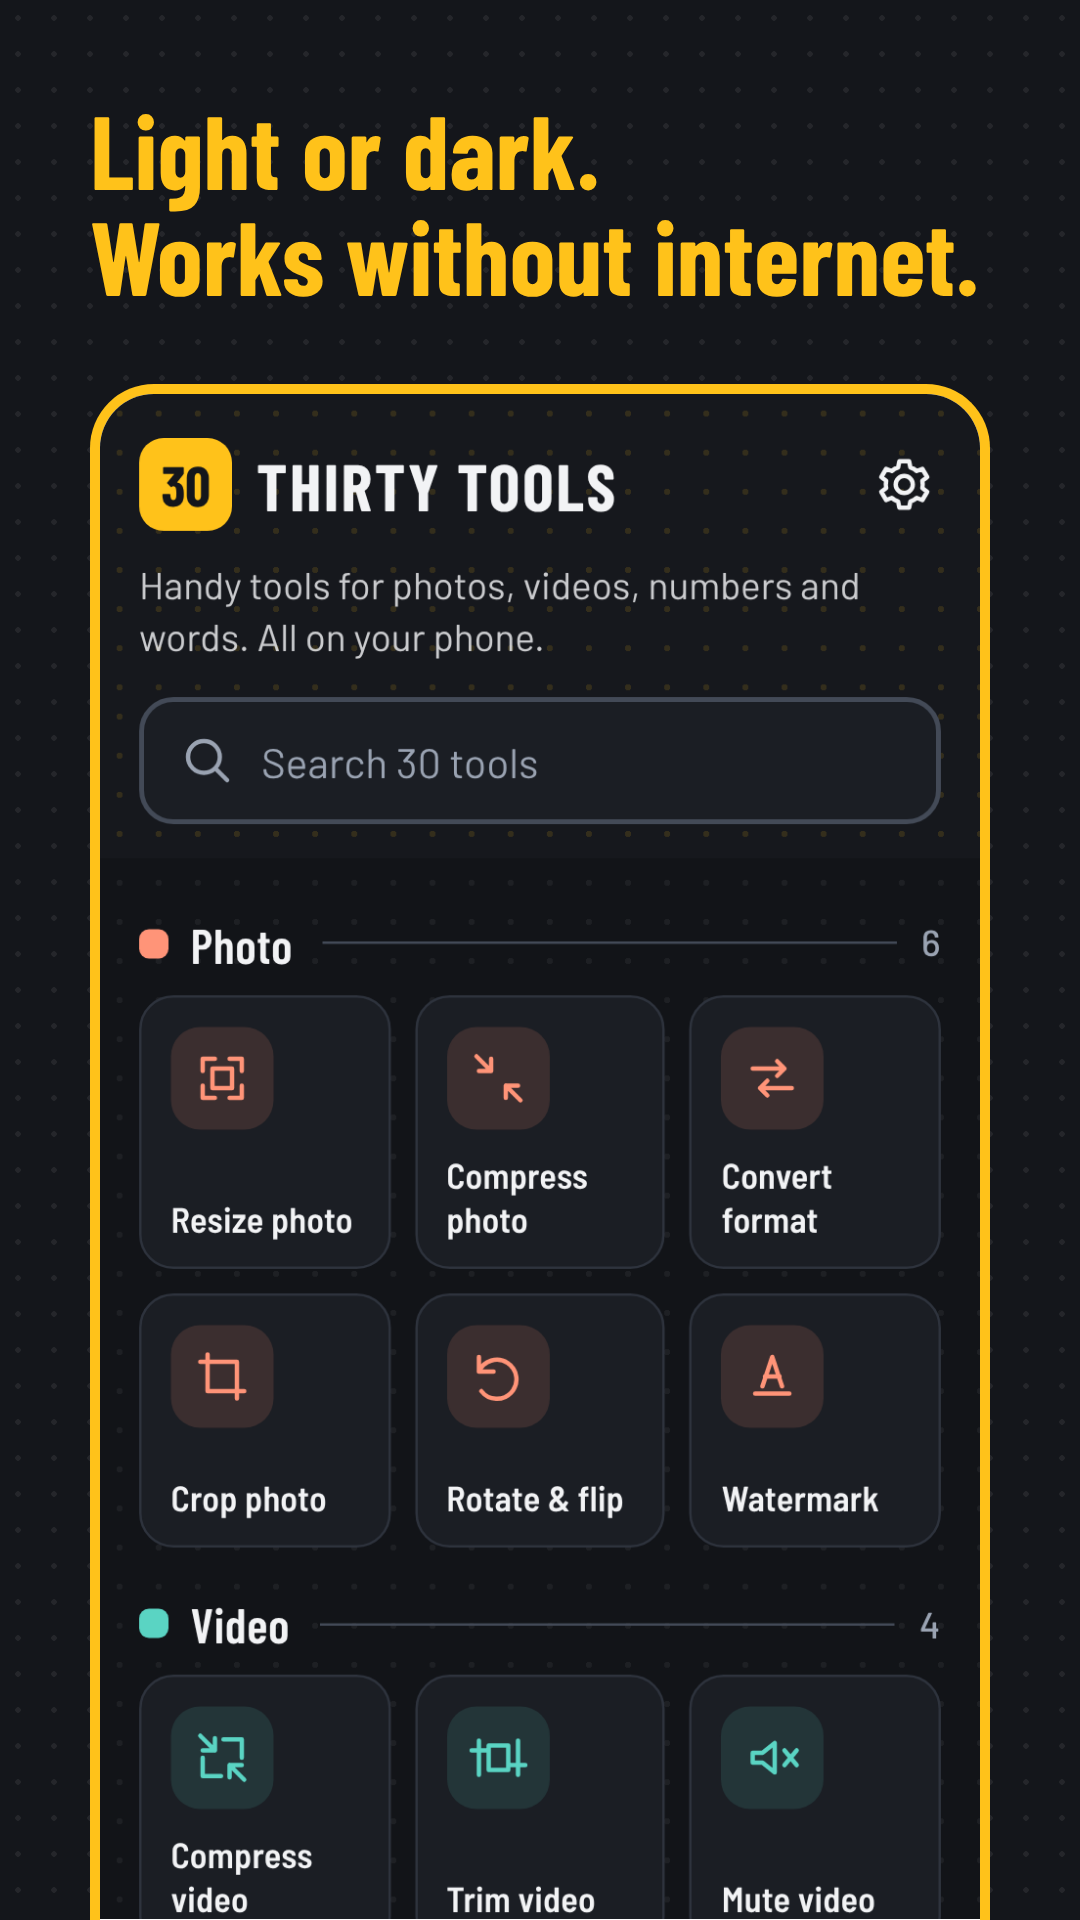 Light or dark.
Works without internet.
30 THIRTY TOOLS
Handy tools for photos, videos, numbers and
words. All on your phone.
Search 30 tools
Photo 6
Resize photo
Compress
photo
Convert
format
Crop photo
Rotate & flip
A
Watermark
Video 4
Compress
video
Trim video
Mute video